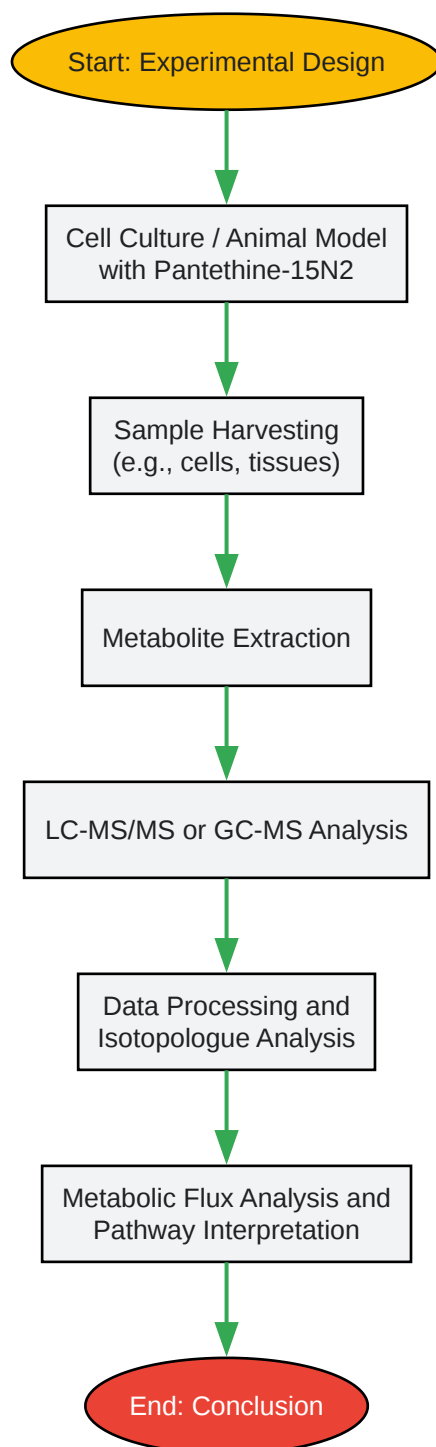 Start: Experimental Design
Cell Culture / Animal Model
with Pantethine-15N2
Sample Harvesting
(e.g., cells, tissues)
Metabolite Extraction
LC-MS/MS or GC-MS Analysis
Data Processing and
Isotopologue Analysis
Metabolic Flux Analysis and
Pathway Interpretation
End: Conclusion